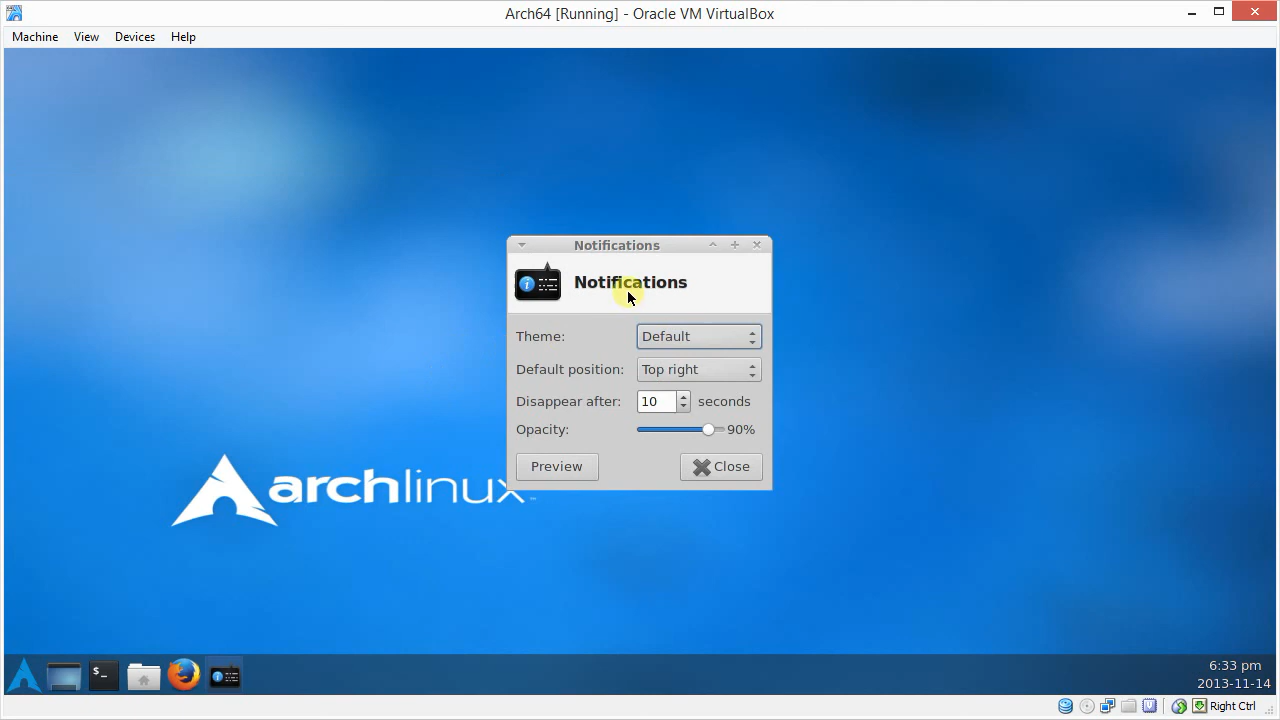 Arch64 [Running] - Oracle VM VirtualBox
Machine View Devices Help
Notifications
Notifications
Theme: Default
Default position: Top right
Disappear after: 10 seconds
Opacity: 90%
Preview Close
archlinux
6:33 pm
2013-11-14
Right Ctrl